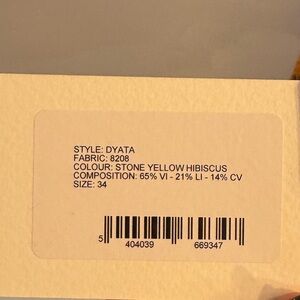 STYLE: DYATA
FABRIC: 8208
COLOUR: STONE YELLOW HIBISCUS
COMPOSITION: 65% VI - 21% LI - 14% CV
SIZE: 34
5 404039 669347